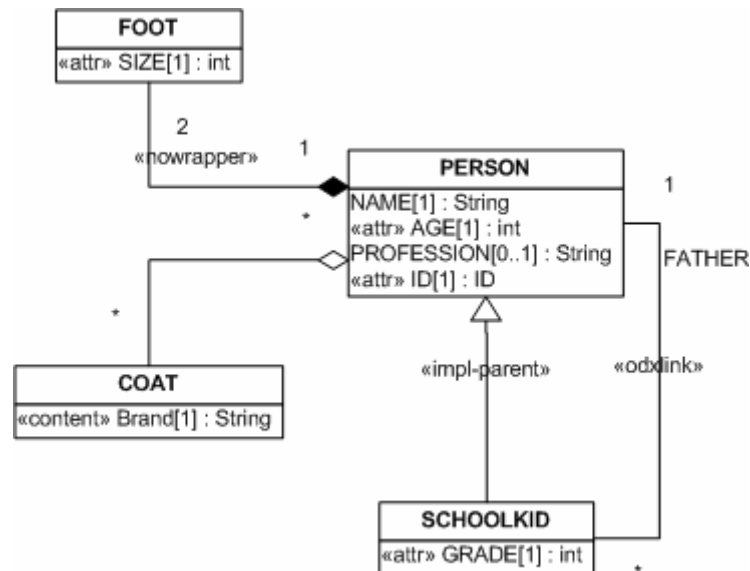 FOOT
«attr» SIZE[1] : int
2
«nowrapper»
1
PERSON
NAME[1] : String
«attr» AGE[1] : int
PROFESSION[0..1] : String
«attr» ID[1] : ID
1
FATHER
*
*
COAT
«content» Brand[1] : String
«impl-parent»
«odxlink»
SCHOOLKID
«attr» GRADE[1] : int
*